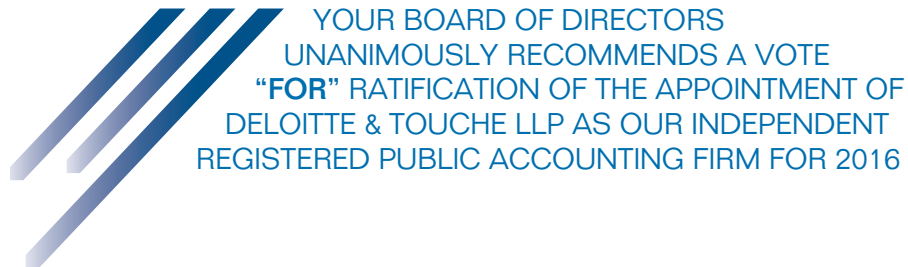 YOUR BOARD OF DIRECTORS
UNANIMOUSLY RECOMMENDS A VOTE
“FOR” RATIFICATION OF THE APPOINTMENT OF
DELOITTE & TOUCHE LLP AS OUR INDEPENDENT
REGISTERED PUBLIC ACCOUNTING FIRM FOR 2016